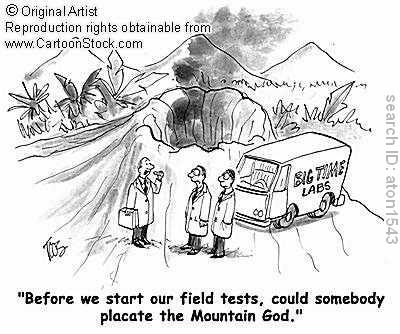 © Original Artist
Reproduction rights obtainable from
www.CartoonStock.com
search ID: aton1543
BIG TIME
LABS
"Before we start our field tests, could somebody
placate the Mountain God."